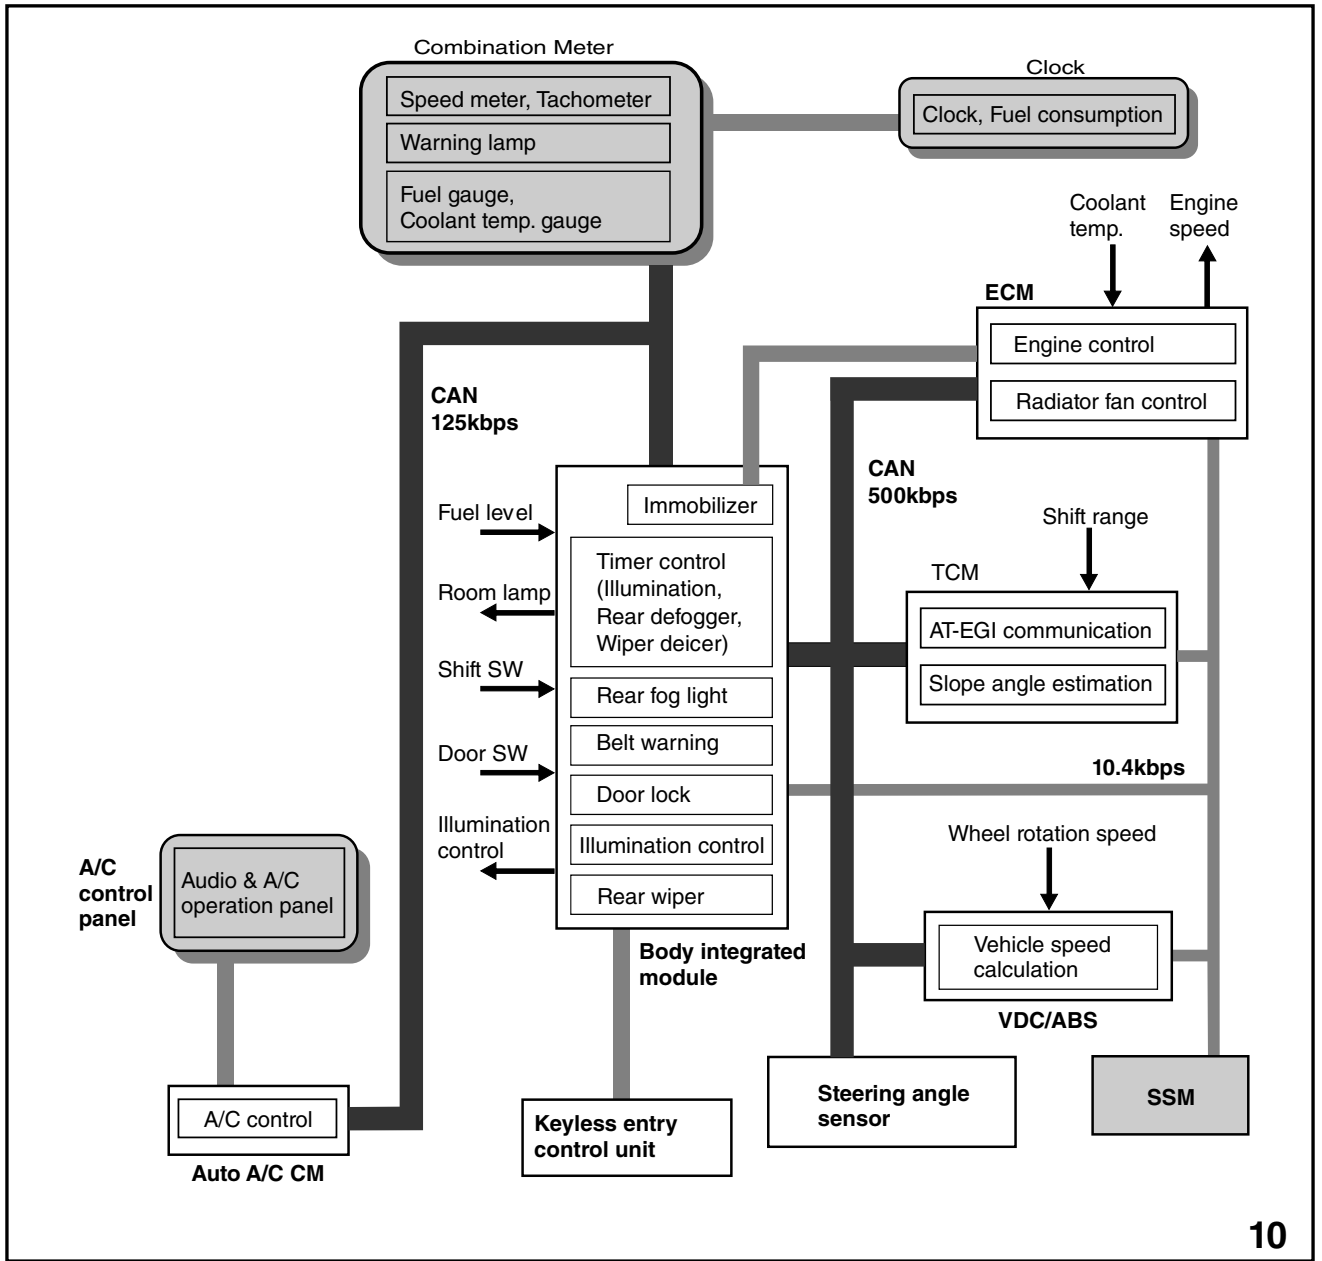 Combination Meter
Speed meter, Tachometer
Warning lamp
Fuel gauge,
Coolant temp. gauge
Clock
Clock, Fuel consumption
Coolant
temp.
Engine
speed
ECM
Engine control
Radiator fan control
CAN
125kbps
CAN
500kbps
Immobilizer
Timer control
(Illumination,
Rear defogger,
Wiper deicer)
Rear fog light
Belt warning
Door lock
Illumination control
Rear wiper
Fuel level
Room lamp
Shift SW
Door SW
Illumination
control
Body integrated
module
Shift range
TCM
AT-EGI communication
Slope angle estimation
10.4kbps
Wheel rotation speed
Vehicle speed
calculation
VDC/ABS
A/C
control
panel
Audio & A/C
operation panel
A/C control
Auto A/C CM
Keyless entry
control unit
Steering angle
sensor
SSM
10